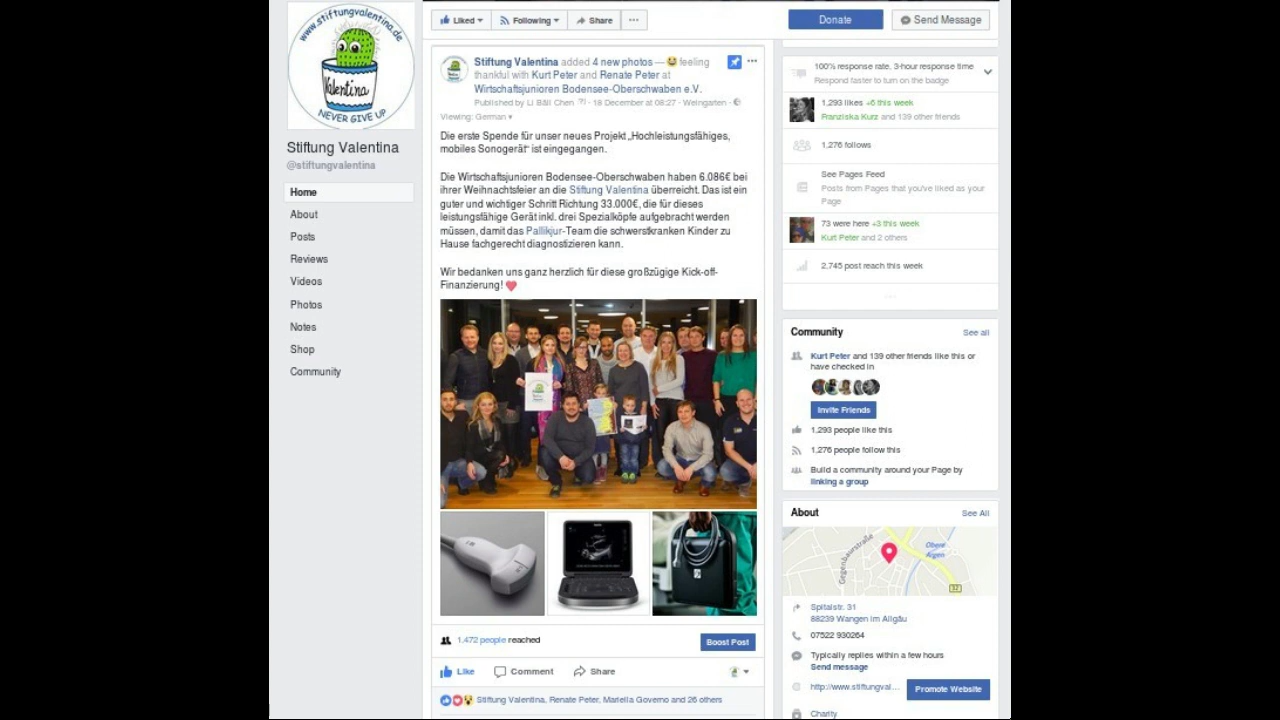 www.stiftungvalentina.de
Valentina
NEVER GIVE UP
Stiftung Valentina
@stiftungvalentina
Home
About
Posts
Reviews
Videos
Photos
Notes
Shop
Community
Liked
Following
Share
Donate
Send Message
Stiftung Valentina added 4 new photos — feeling
thankful with Kurt Peter and Renate Peter at
Wirtschaftsjunioren Bodensee-Oberschwaben e.V.
Published by Li Bäll Chen [?] · 18 December at 08:27 · Weingarten ·
Viewing: German
Die erste Spende für unser neues Projekt „Hochleistungsfähiges,
mobiles Sonogerät“ ist eingegangen.
Die Wirtschaftsjunioren Bodensee-Oberschwaben haben 6.086€ bei
ihrer Weihnachtsfeier an die Stiftung Valentina überreicht. Das ist ein
guter und wichtiger Schritt Richtung 33.000€, die für dieses
leistungsfähige Gerät inkl. drei Spezialköpfe aufgebracht werden
müssen, damit das Pallikjur-Team die schwerstkranken Kinder zu
Hause fachgerecht diagnostizieren kann.
Wir bedanken uns ganz herzlich für diese großzügige Kick-off-
Finanzierung!
1,472 people reached
Boost Post
Like
Comment
Share
Stiftung Valentina, Renate Peter, Mariella Governo and 26 others
100% response rate, 3-hour response time
Respond faster to turn on the badge
1,293 likes +6 this week
Franziska Kurz and 139 other friends
1,276 follows
See Pages Feed
Posts from Pages that you've liked as your
Page
73 were here +3 this week
Kurt Peter and 2 others
2,745 post reach this week
Community
See all
Kurt Peter and 139 other friends like this or
have checked in
Invite Friends
1,293 people like this
1,276 people follow this
Build a community around your Page by
linking a group
About
See All
Gegenbaurstraße
Obere
Argen
32
Spitalstr. 31
88239 Wangen im Allgäu
07522 930264
Typically replies within a few hours
Send message
http://www.stiftungval...
Promote Website
Charity